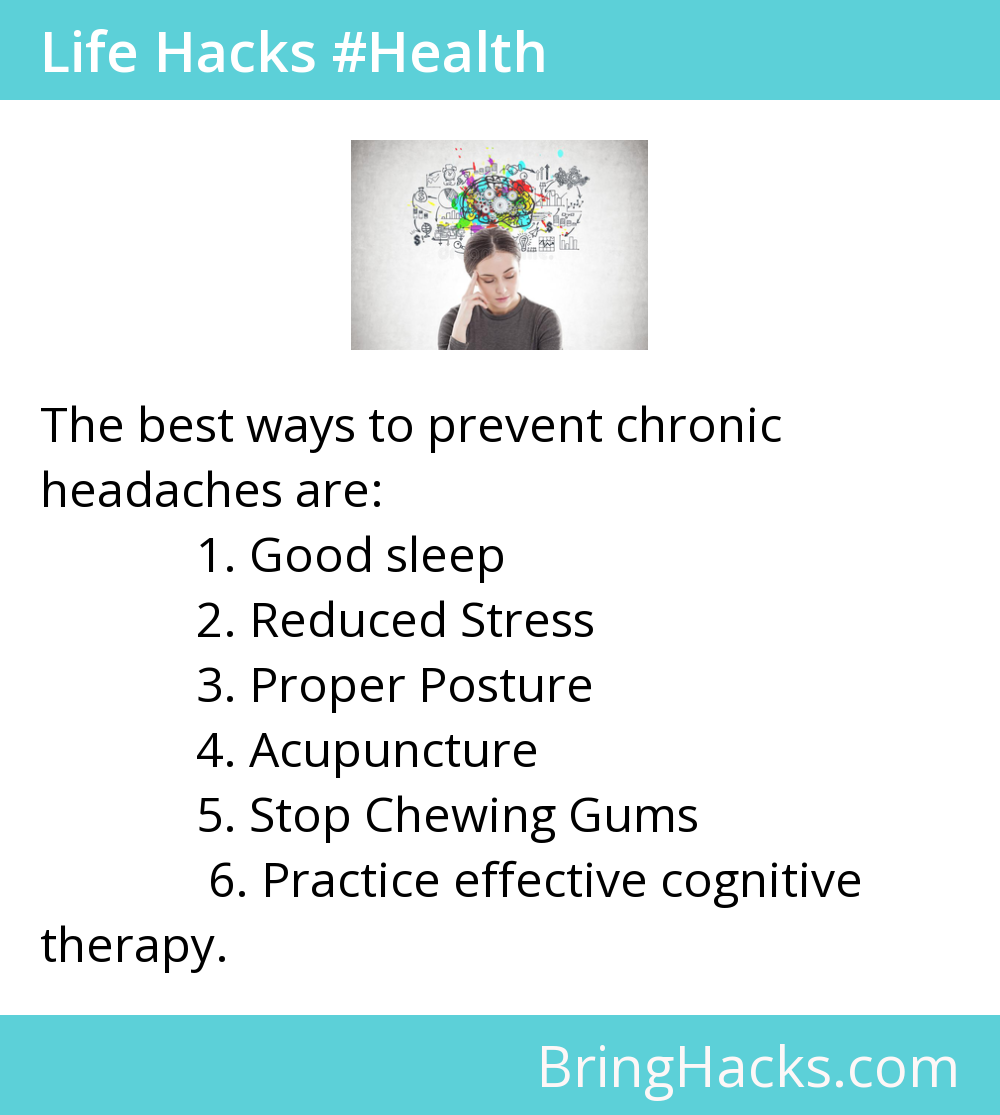 Life Hacks #Health
The best ways to prevent chronic
headaches are:
1. Good sleep
2. Reduced Stress
3. Proper Posture
4. Acupuncture
5. Stop Chewing Gums
6. Practice effective cognitive
therapy.
BringHacks.com